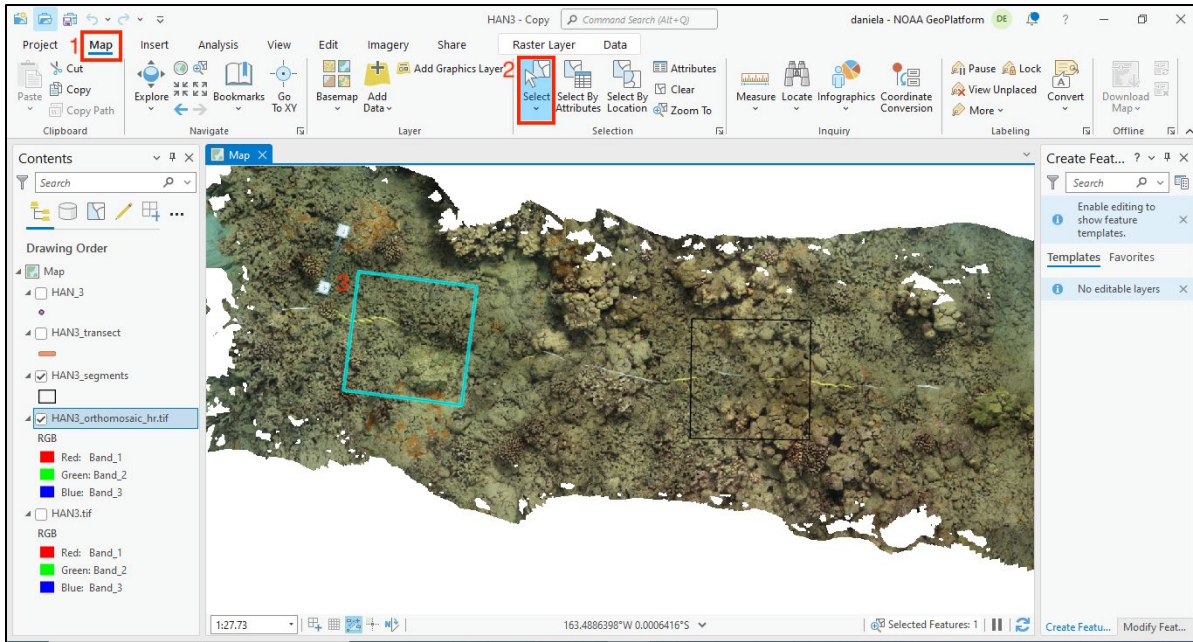 HAN3 - Copy
Command Search (Alt+Q)
daniela - NOAA GeoPlatform
DE
?
Project
1
Map
Insert
Analysis
View
Edit
Imagery
Share
Raster Layer
Data
Paste
Cut
Copy
Copy Path
Clipboard
Explore
Bookmarks
Go
To XY
Navigate
Basemap
Add
Data
Add Graphics Layer
Layer
2
Select
Select By
Attributes
Select By
Location
Attributes
Clear
Zoom To
Selection
Measure
Locate
Infographics
Coordinate
Conversion
Inquiry
Pause
Lock
View Unplaced
More
Labeling
Convert
Download
Map
Offline
Contents
Search
Drawing Order
Map
HAN_3
HAN3_transect
HAN3_segments
HAN3_orthomosaic_hr.tif
RGB
Red: Band_1
Green: Band_2
Blue: Band_3
HAN3.tif
RGB
Red: Band_1
Green: Band_2
Blue: Band_3
Map
3
1:27.73
163.4886398°W 0.0006416°S
Selected Features: 1
Create Feat...
?
Search
Enable editing to
show feature
templates.
Templates Favorites
No editable layers
Create Featu...
Modify Feat...